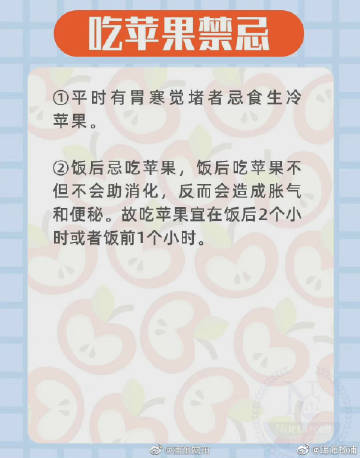 吃苹果禁忌
①平时有胃寒觉堵者忌食生冷
苹果。
②饭后忌吃苹果，饭后吃苹果不
但不会助消化，反而会造成胀气
和便秘。故吃苹果宜在饭后2个小
时或者饭前1个小时。